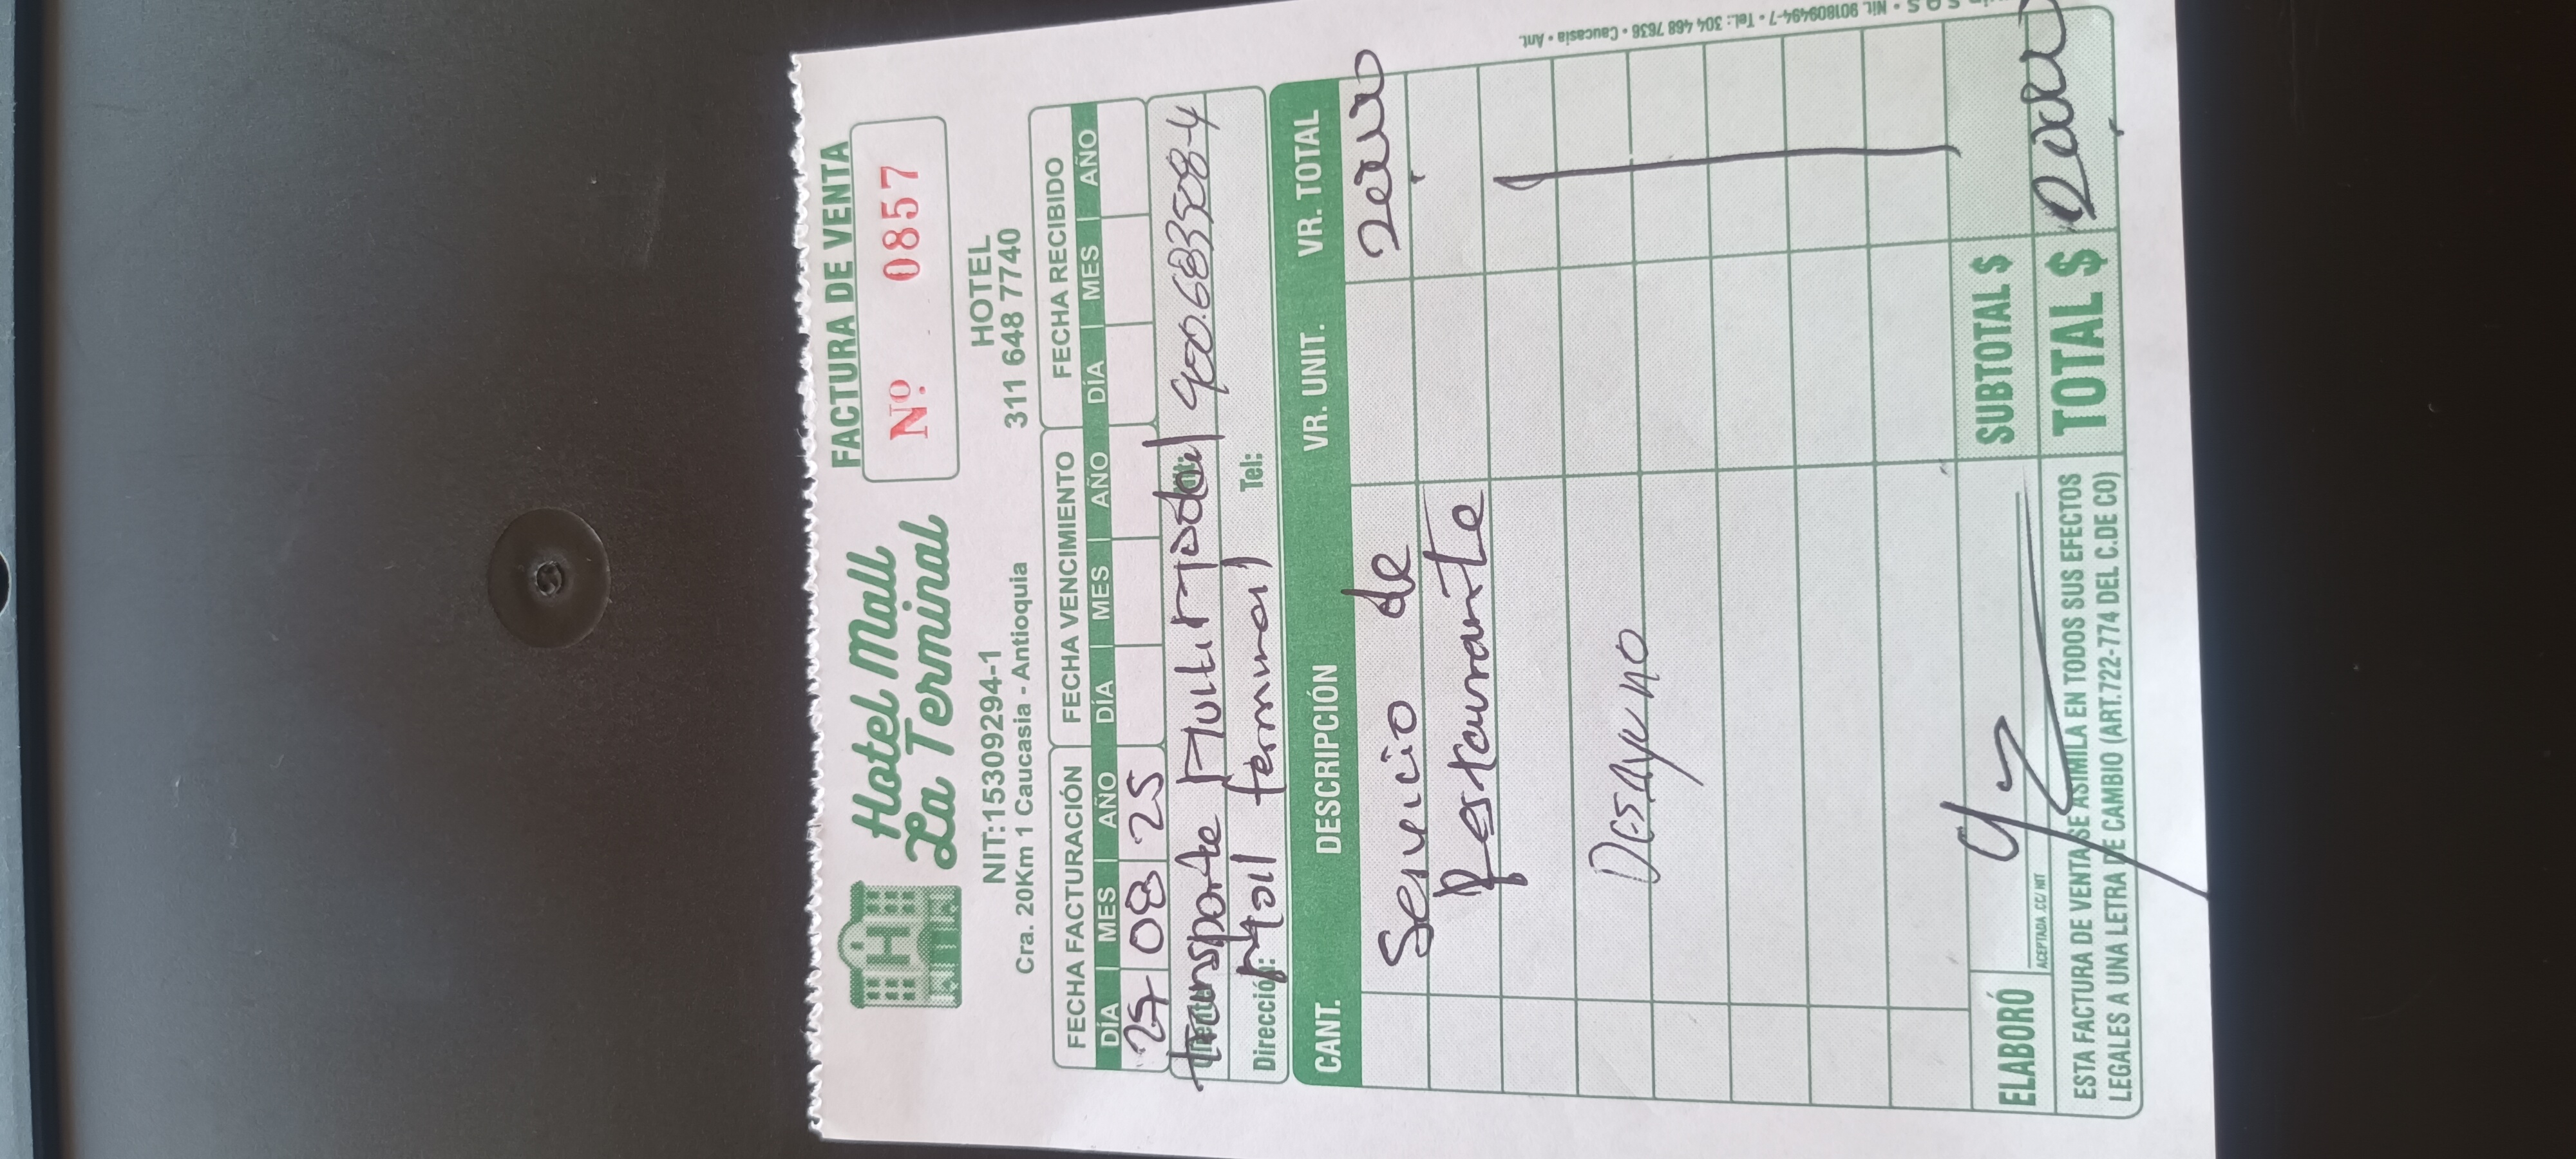 Hotel Mall
La Terminal
FACTURA DE VENTA
Nº. 0857
NIT:15309294-1
Cra. 20Km 1 Caucasia - Antioquia
HOTEL
311 648 7740
FECHA FACTURACIÓN FECHA VENCIMIENTO FECHA RECIBIDO
DÍA MES AÑO DÍA MES AÑO DÍA MES AÑO
27 08 25
transporte Multimodal 900.683508-4
Dirección: mall terminal Tel:
CANT. DESCRIPCIÓN VR. UNIT. VR. TOTAL
Servicio de
Restaurante
Desayuno
ELABORÓ
ACEPTADA .CC/ NIT
SUBTOTAL $
TOTAL $
ESTA FACTURA DE VENTA SE ASIMILA EN TODOS SUS EFECTOS
LEGALES A UNA LETRA DE CAMBIO (ART.722-774 DEL C.DE CO)
S • Nit. 901809494-7 • Tel.: 304 468 7636 • Caucasia • Ant.